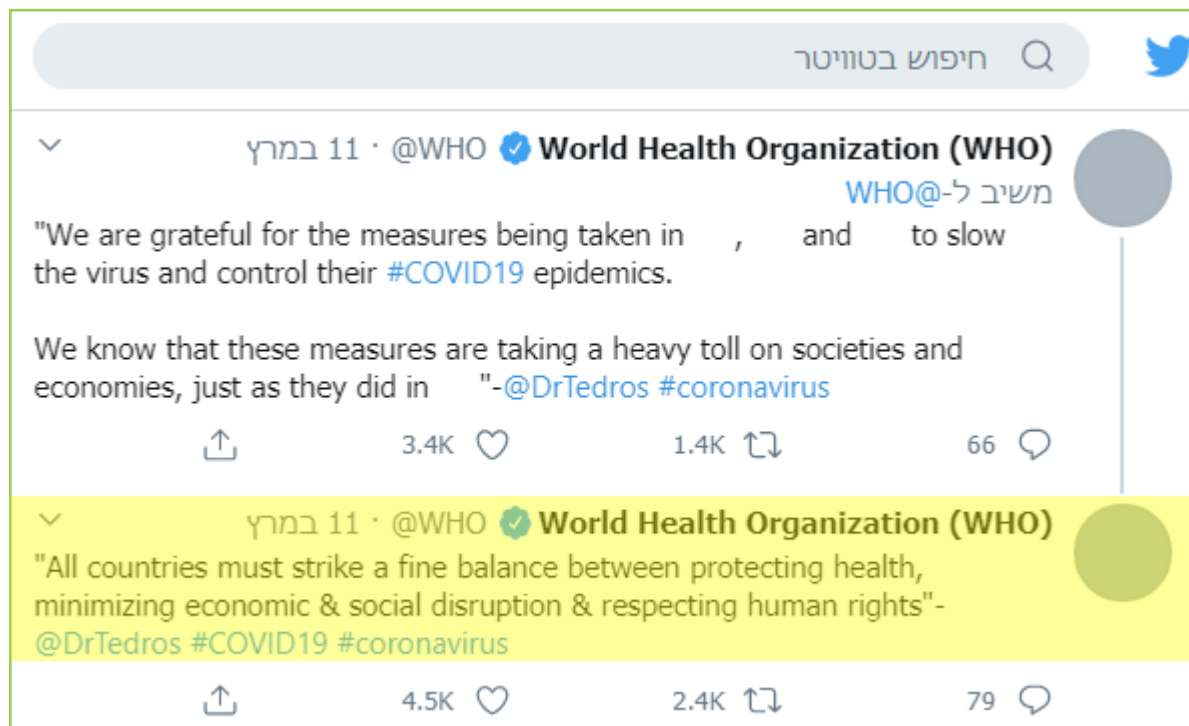 חיפוש בטוויטר
World Health Organization (WHO) @WHO · 11 במרץ
משיב ל-@WHO
"We are grateful for the measures being taken in , and to slow
the virus and control their #COVID19 epidemics.
We know that these measures are taking a heavy toll on societies and
economies, just as they did in "-@DrTedros #coronavirus
66 1.4K 3.4K
World Health Organization (WHO) @WHO · 11 במרץ
"All countries must strike a fine balance between protecting health,
minimizing economic & social disruption & respecting human rights"-
@DrTedros #COVID19 #coronavirus
79 2.4K 4.5K